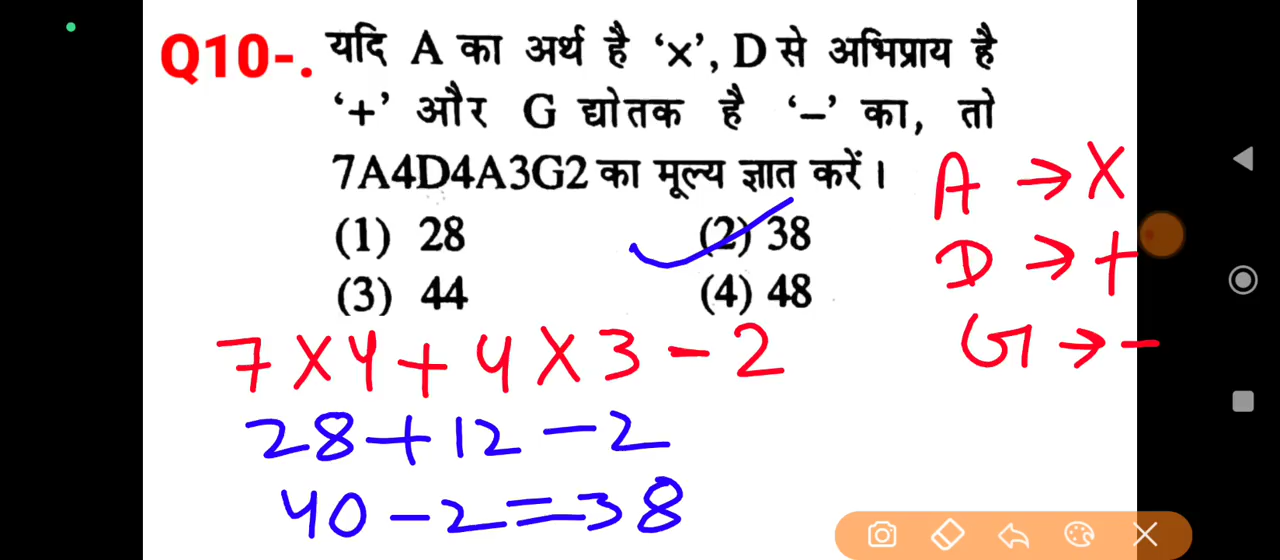 Q10-. यदि A का अर्थ है ‘×’, D से अभिप्राय है
‘+’ और G द्योतक है ‘–’ का, तो
7A4D4A3G2 का मूल्य ज्ञात करें।
(1) 28 (2) 38
(3) 44 (4) 48
A → X
D → +
G → -
7 X 4 + 4 X 3 - 2
28 + 12 - 2
40 - 2 = 38